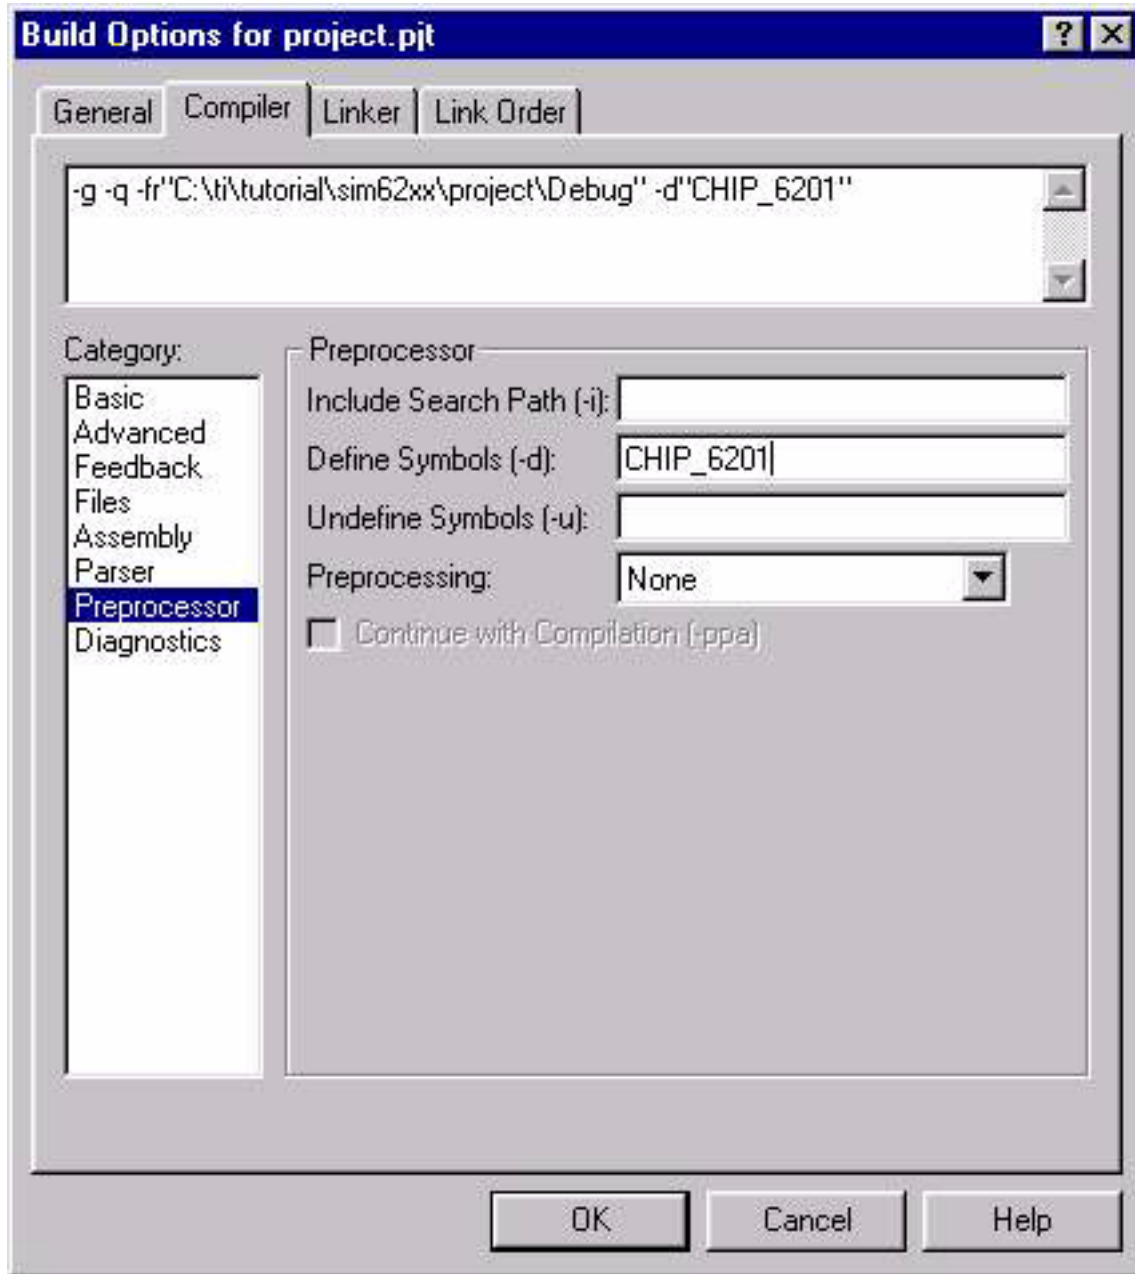 Build Options for project.pjt
General Compiler Linker Link Order
-g -q -fr"C:\ti\tutorial\sim62xx\project\Debug" -d"CHIP_6201"
Category:
Basic
Advanced
Feedback
Files
Assembly
Parser
Preprocessor
Diagnostics
Preprocessor
Include Search Path (-i):
Define Symbols (-d): CHIP_6201
Undefine Symbols (-u):
Preprocessing: None
Continue with Compilation (-ppa)
OK Cancel Help